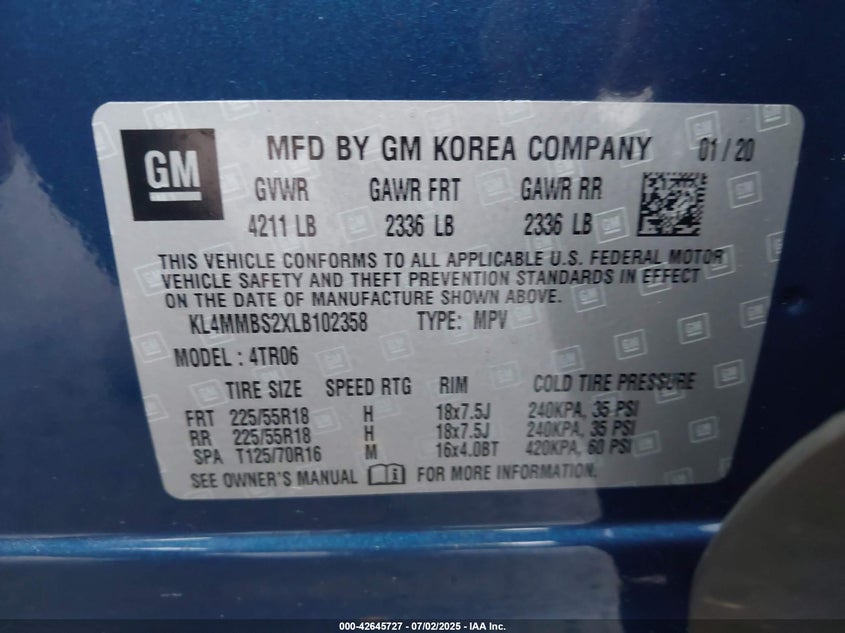 GM
MFD BY GM KOREA COMPANY 01/20
GVWR GAWR FRT GAWR RR
4211 LB 2336 LB 2336 LB
THIS VEHICLE CONFORMS TO ALL APPLICABLE U.S. FEDERAL MOTOR
VEHICLE SAFETY AND THEFT PREVENTION STANDARDS IN EFFECT
ON THE DATE OF MANUFACTURE SHOWN ABOVE.
KL4MMBS2XLB102358 TYPE: MPV
MODEL : 4TR06
TIRE SIZE SPEED RTG RIM COLD TIRE PRESSURE
FRT 225/55R18 H 18x7.5J 240KPA, 35 PSI
RR 225/55R18 H 18x7.5J 240KPA, 35 PSI
SPA T125/70R16 M 16x4.0BT 420KPA, 60 PSI
SEE OWNER'S MANUAL FOR MORE INFORMATION.
000-42645727 - 07/02/2025 - IAA Inc.